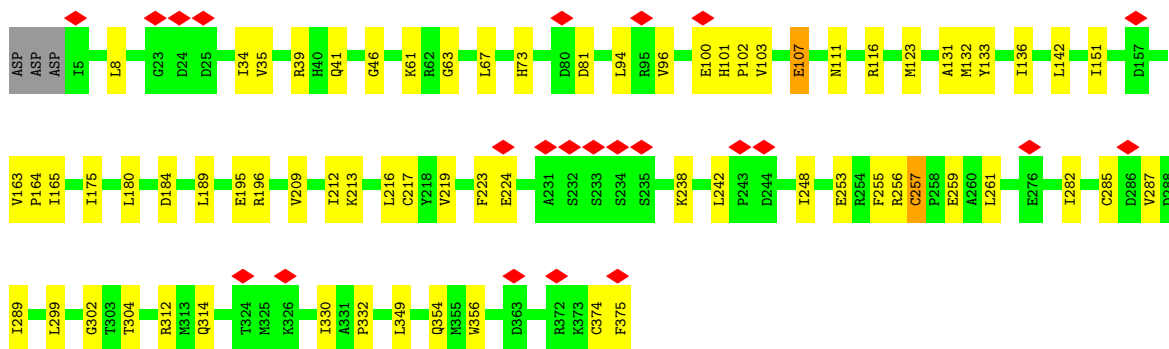 ASP ASP ASP I5 L8 G23 D24 D25 I34 V35 R39 H40 Q41 G46 K61 R62 G63 L67 H73 D80 D81 L94 R95 V96 E100 H101 P102 V103 E107 N111 R116 M123 A131 M132 Y133 I136 L142 I151 D157
V163 P164 I165 I175 L180 D184 L189 E195 R196 V209 I212 K213 L216 C217 Y218 V219 F223 E224 A231 S232 S233 S234 S235 K238 L242 P243 D244 I248 E253 R254 F255 R256 C257 P258 E259 A260 L261 E276 I282 C285 D286 V287 D288
I289 L299 G302 T303 T304 R312 M313 Q314 T324 M325 K326 I330 A331 P332 L349 Q354 M355 W356 D363 R372 K373 C374 F375